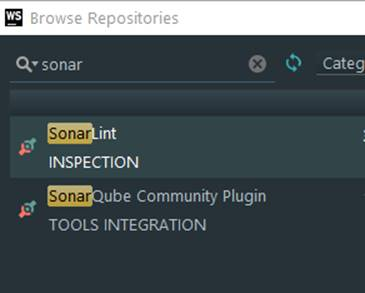 WS Browse Repositories
sonar
Categ
SonarLint
INSPECTION
SonarQube Community Plugin
TOOLS INTEGRATION